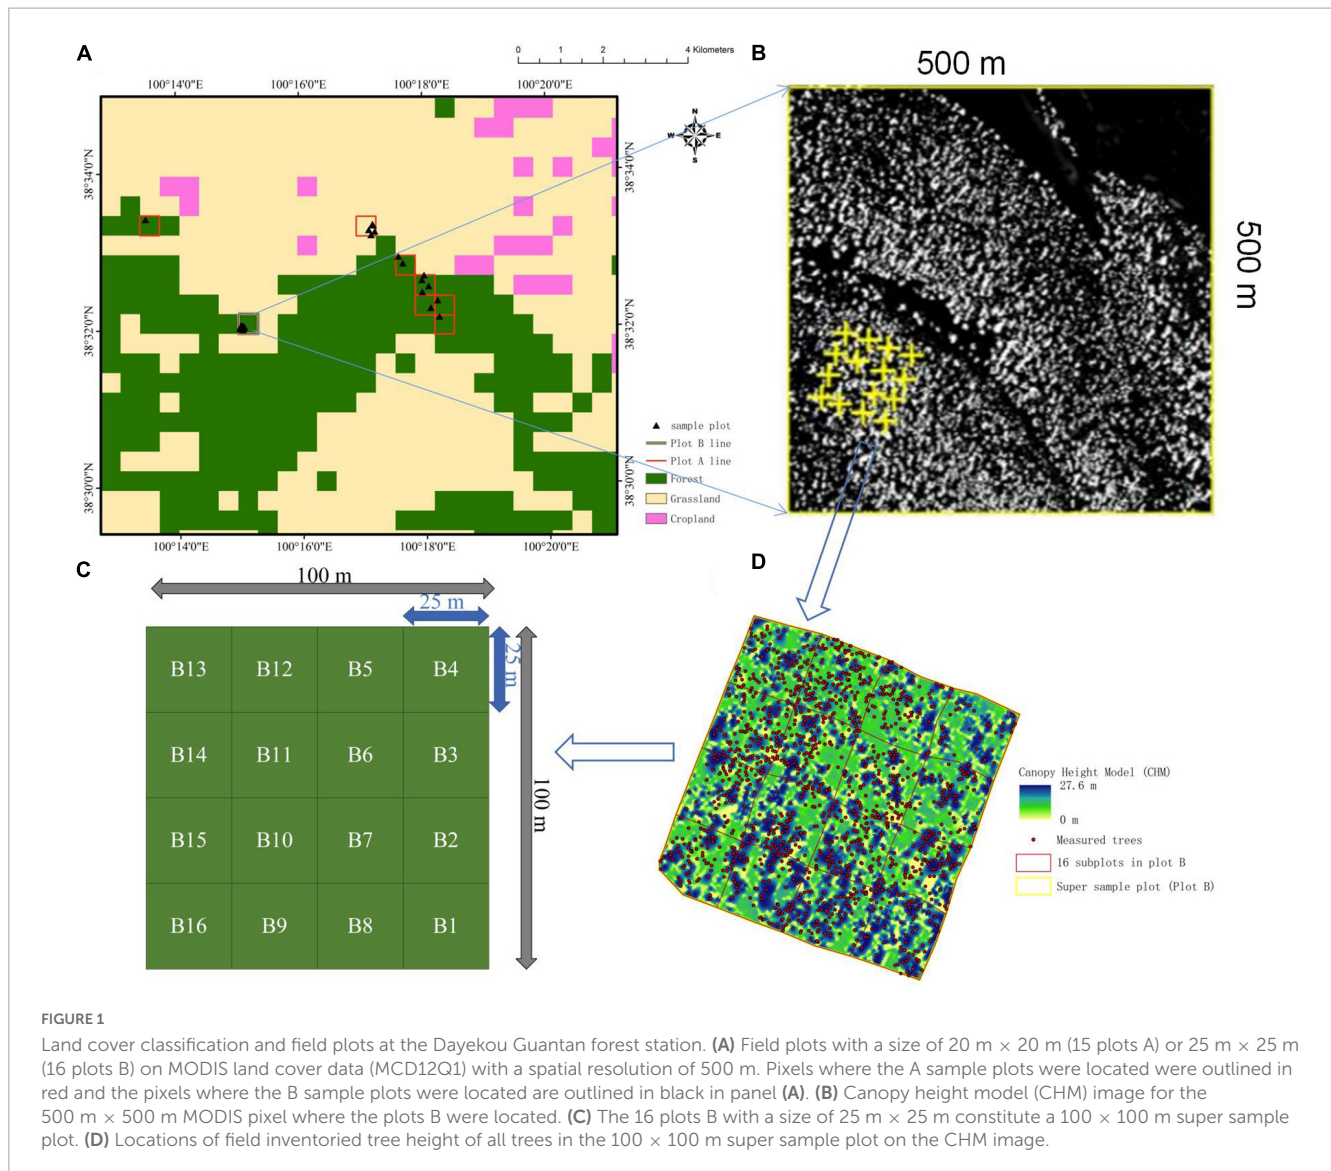 A
0 1 2 4 Kilometers
B
500 m
100°14'0"E 100°16'0"E 100°18'0"E 100°20'0"E
N
W E
S
38°34'0"N
38°34'0"N
500 m
38°32'0"N
38°32'0"N
sample plot
Plot B line
Plot A line
Forest
Grassland
Cropland
38°30'0"N
38°30'0"N
100°14'0"E 100°16'0"E 100°18'0"E 100°20'0"E
C
100 m
25 m
25 m
B13 B12 B5 B4
B14 B11 B6 B3
B15 B10 B7 B2
B16 B9 B8 B1
100 m
D
Canopy Height Model (CHM)
27.6 m
0 m
Measured trees
16 subplots in plot B
Super sample plot (Plot B)
FIGURE 1
Land cover classification and field plots at the Dayekou Guantan forest station. (A) Field plots with a size of 20 m × 20 m (15 plots A) or 25 m × 25 m
(16 plots B) on MODIS land cover data (MCD12Q1) with a spatial resolution of 500 m. Pixels where the A sample plots were located were outlined in
red and the pixels where the B sample plots were located are outlined in black in panel (A). (B) Canopy height model (CHM) image for the
500 m × 500 m MODIS pixel where the plots B were located. (C) The 16 plots B with a size of 25 m × 25 m constitute a 100 × 100 m super sample
plot. (D) Locations of field inventoried tree height of all trees in the 100 × 100 m super sample plot on the CHM image.